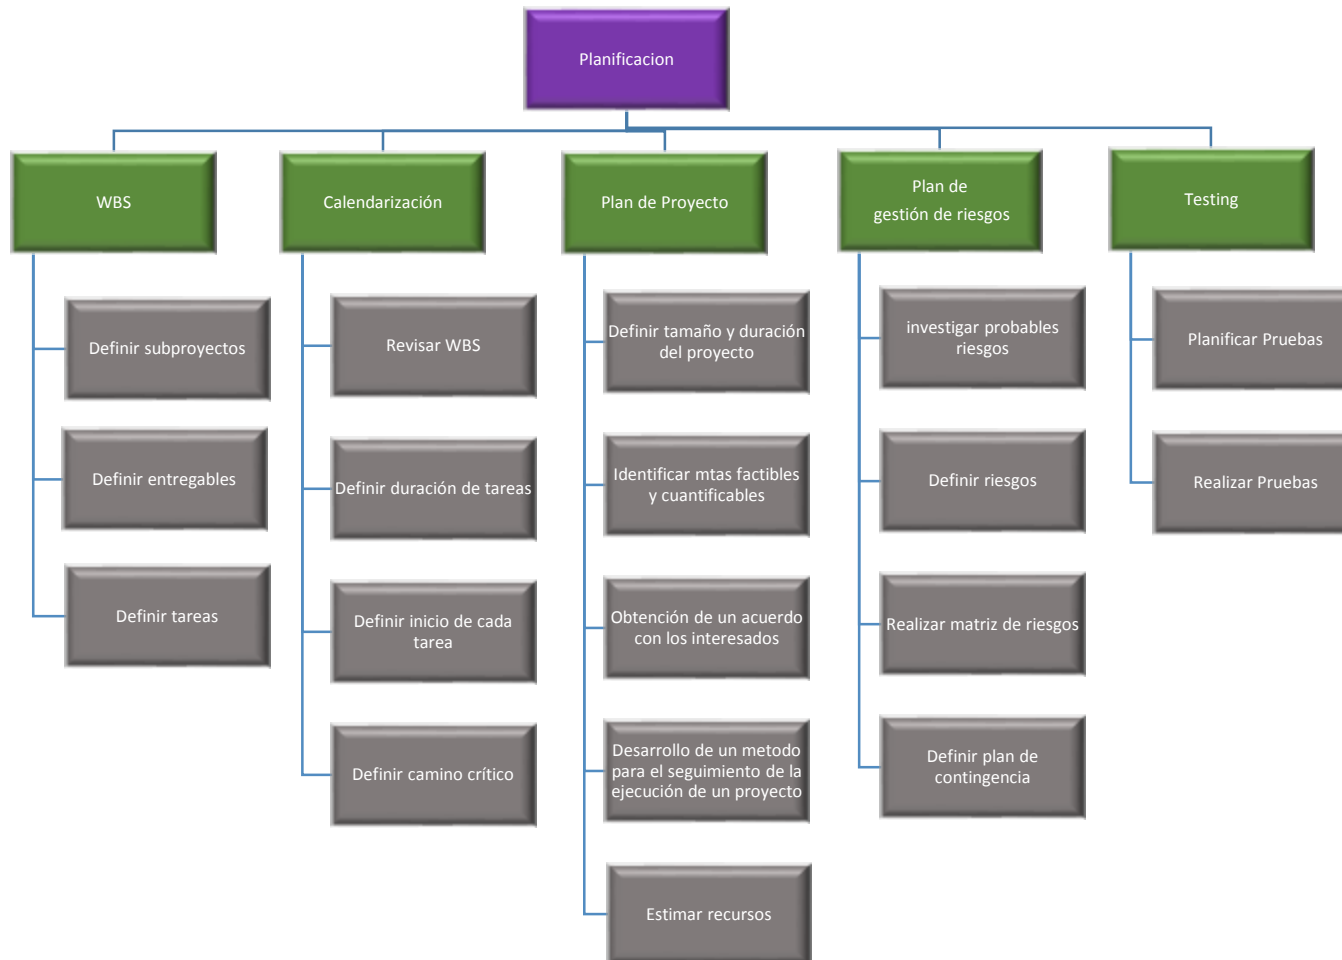 Planificacion
WBS
Calendarización
Plan de Proyecto
Plan de
gestión de riesgos
Testing
Definir subproyectos
Definir entregables
Definir tareas
Revisar WBS
Definir duración de tareas
Definir inicio de cada
tarea
Definir camino crítico
Definir tamaño y duración
del proyecto
Identificar mtas factibles
y cuantificables
Obtención de un acuerdo
con los interesados
Desarrollo de un metodo
para el seguimiento de la
ejecución de un proyecto
Estimar recursos
investigar probables
riesgos
Definir riesgos
Realizar matriz de riesgos
Definir plan de
contingencia
Planificar Pruebas
Realizar Pruebas